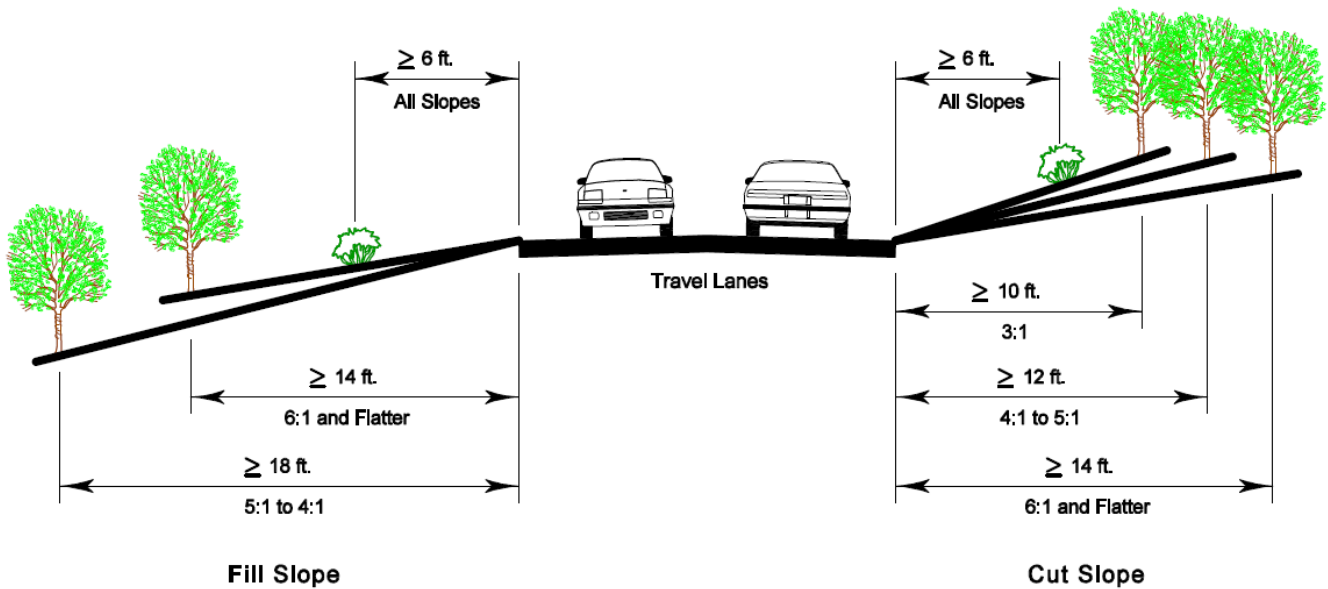 ≥ 6 ft.
All Slopes
≥ 6 ft.
All Slopes
Travel Lanes
≥ 10 ft.
3:1
≥ 14 ft.
6:1 and Flatter
≥ 12 ft.
4:1 to 5:1
≥ 18 ft.
5:1 to 4:1
≥ 14 ft.
6:1 and Flatter
Fill Slope
Cut Slope